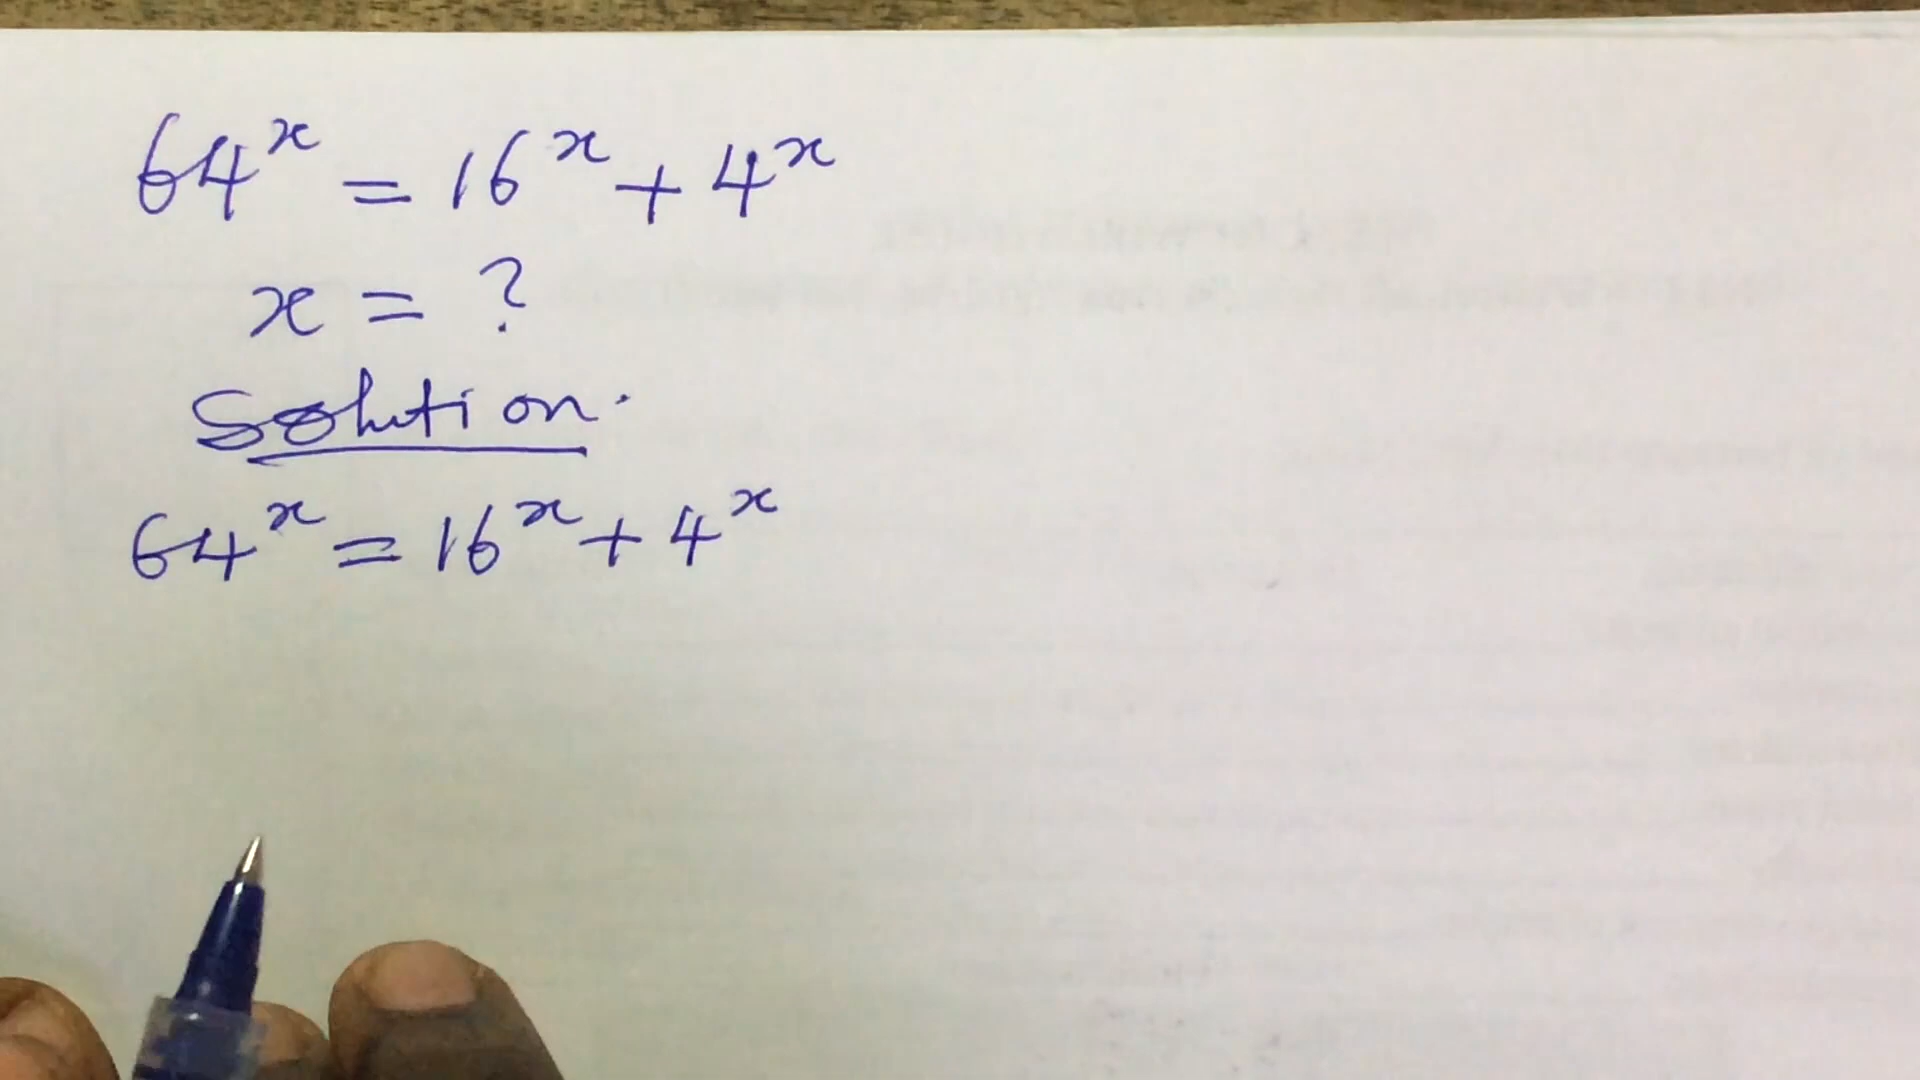 64^x = 16^x + 4^x
x = ?
Solution.
64^x = 16^x + 4^x